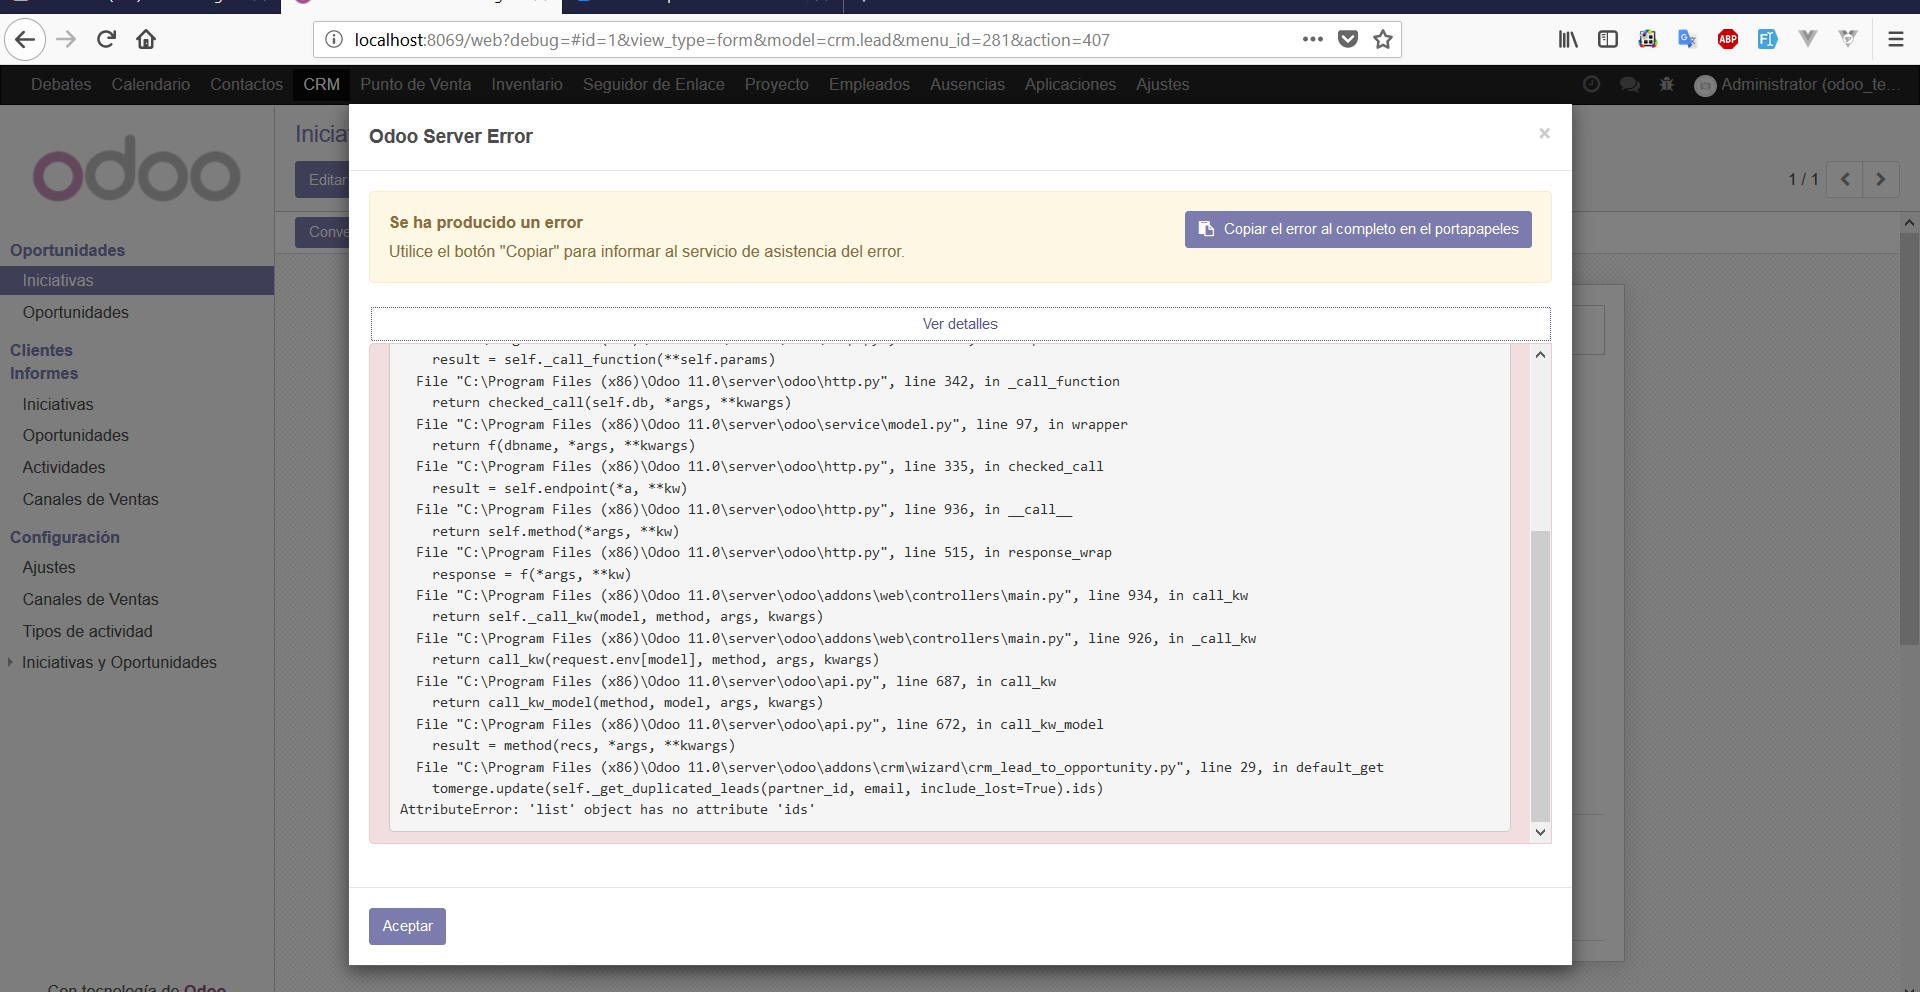 localhost:8069/web?debug=#id=1&view_type=form&model=crm.lead&menu_id=281&action=407
ABP
Debates Calendario Contactos CRM Punto de Venta Inventario Seguidor de Enlace Proyecto Empleados Ausencias Aplicaciones Ajustes Administrator (odoo_te...
odoo
Inicia
Editar
1 / 1
Conve
Oportunidades
Iniciativas
Oportunidades
Clientes
Informes
Iniciativas
Oportunidades
Actividades
Canales de Ventas
Configuración
Ajustes
Canales de Ventas
Tipos de actividad
Iniciativas y Oportunidades
Con tecnología de Odoo
Odoo Server Error
×
Se ha producido un error
Utilice el botón "Copiar" para informar al servicio de asistencia del error.
Copiar el error al completo en el portapapeles
Ver detalles
result = self._call_function(**self.params)
File "C:\Program Files (x86)\Odoo 11.0\server\odoo\http.py", line 342, in _call_function
return checked_call(self.db, *args, **kwargs)
File "C:\Program Files (x86)\Odoo 11.0\server\odoo\service\model.py", line 97, in wrapper
return f(dbname, *args, **kwargs)
File "C:\Program Files (x86)\Odoo 11.0\server\odoo\http.py", line 335, in checked_call
result = self.endpoint(*a, **kw)
File "C:\Program Files (x86)\Odoo 11.0\server\odoo\http.py", line 936, in __call__
return self.method(*args, **kw)
File "C:\Program Files (x86)\Odoo 11.0\server\odoo\http.py", line 515, in response_wrap
response = f(*args, **kw)
File "C:\Program Files (x86)\Odoo 11.0\server\odoo\addons\web\controllers\main.py", line 934, in call_kw
return self._call_kw(model, method, args, kwargs)
File "C:\Program Files (x86)\Odoo 11.0\server\odoo\addons\web\controllers\main.py", line 926, in _call_kw
return call_kw(request.env[model], method, args, kwargs)
File "C:\Program Files (x86)\Odoo 11.0\server\odoo\api.py", line 687, in call_kw
return call_kw_model(method, model, args, kwargs)
File "C:\Program Files (x86)\Odoo 11.0\server\odoo\api.py", line 672, in call_kw_model
result = method(recs, *args, **kwargs)
File "C:\Program Files (x86)\Odoo 11.0\server\odoo\addons\crm\wizard\crm_lead_to_opportunity.py", line 29, in default_get
tomerge.update(self._get_duplicated_leads(partner_id, email, include_lost=True).ids)
AttributeError: 'list' object has no attribute 'ids'
Aceptar